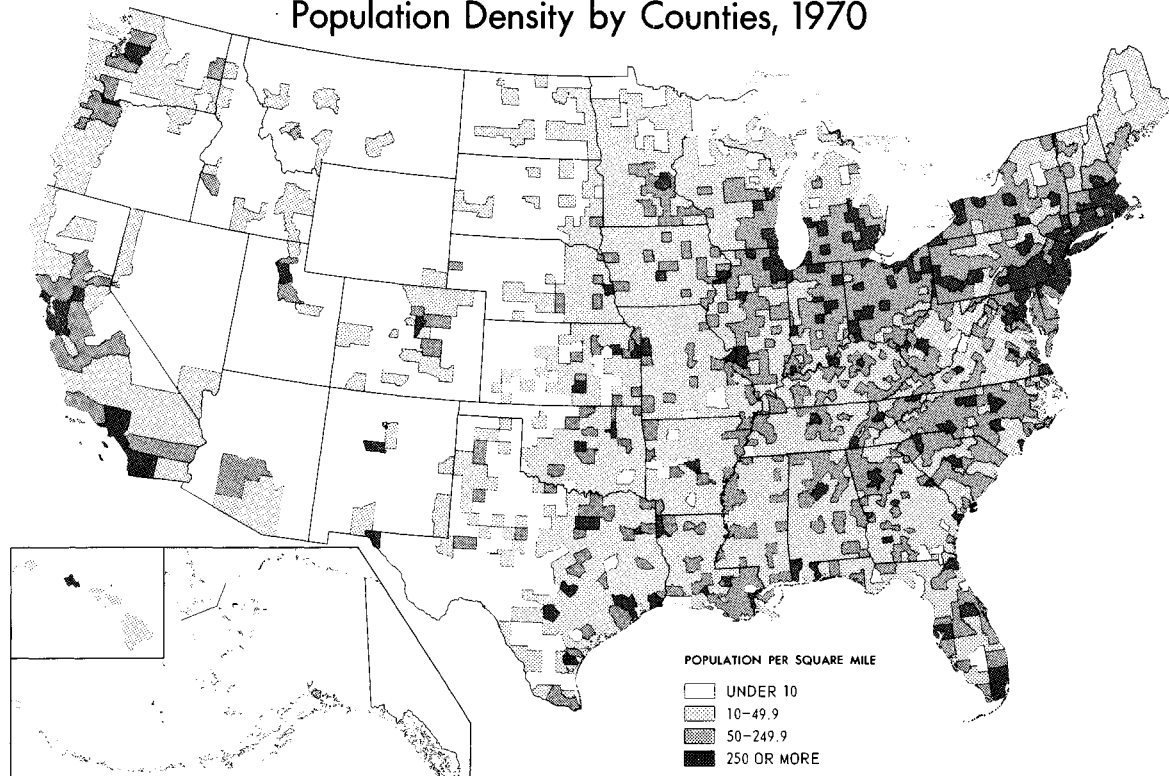 Population Density by Counties, 1970
POPULATION PER SQUARE MILE
UNDER 10
10–49.9
50–249.9
250 OR MORE